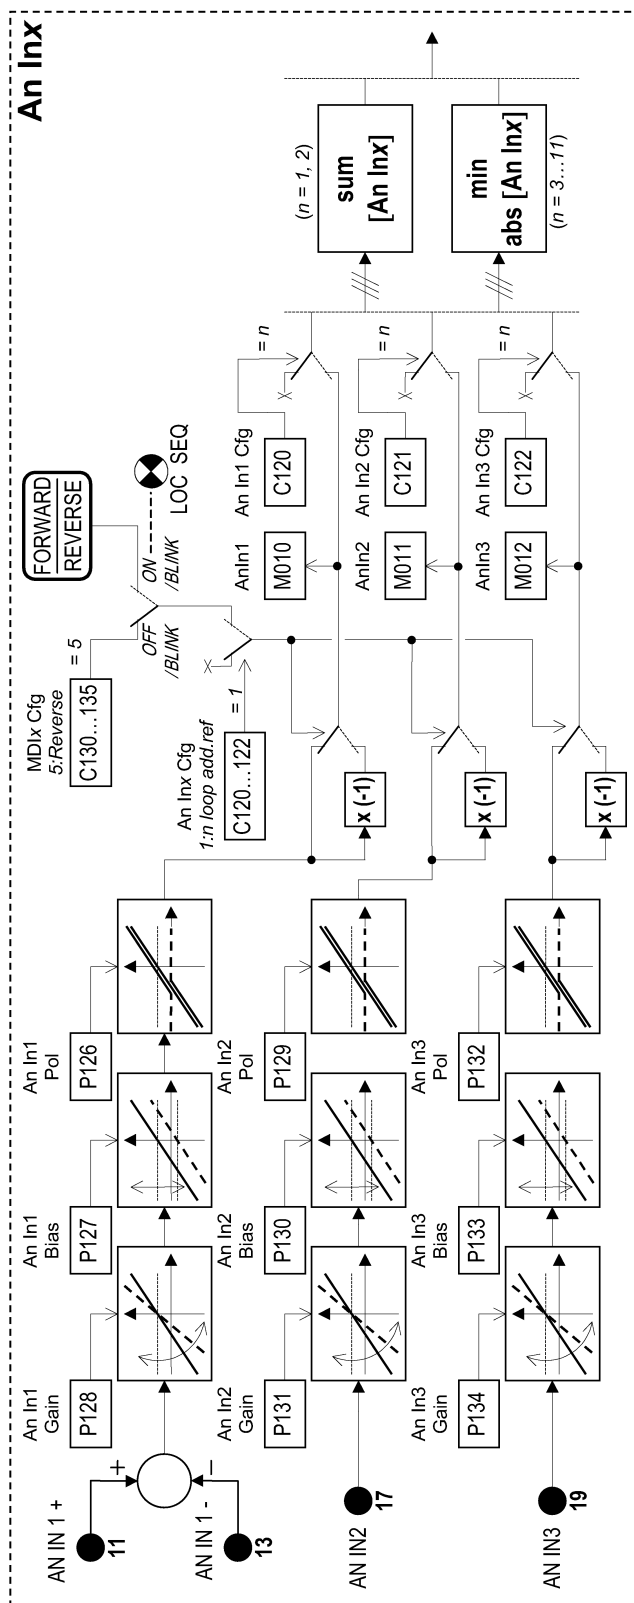 An Inx
FORWARD
REVERSE
LOC SEQ
ON
/BLINK
OFF
/BLINK
MDIx Cfg
5:Reverse
C130...135
= 5
An Inx Cfg
1:n loop add.ref
C120...122
= 1
AN IN 1 +
11
+
AN IN 1 -
13
−
An In1
Gain
P128
An In1
Bias
P127
An In1
Pol
P126
x (-1)
AnIn1
M010
An In1 Cfg
C120
X
= n
AN IN2
17
An In2
Gain
P131
An In2
Bias
P130
An In2
Pol
P129
x (-1)
AnIn2
M011
An In2 Cfg
C121
X
= n
AN IN3
19
An In3
Gain
P134
An In3
Bias
P133
An In3
Pol
P132
x (-1)
AnIn3
M012
An In3 Cfg
C122
X
= n
(n = 1, 2)
sum
[An Inx]
min
abs [An Inx]
(n = 3...11)